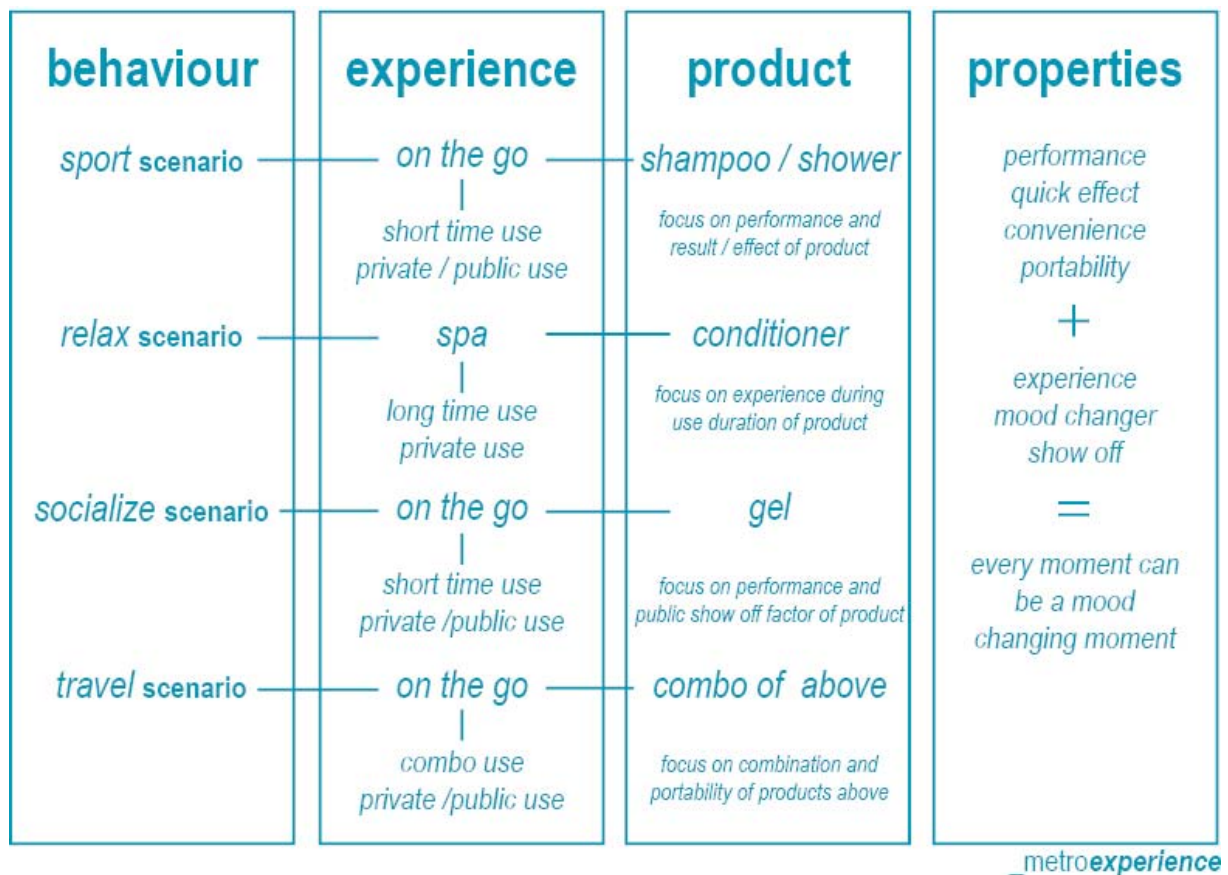 behaviour
experience
product
properties
sport scenario
on the go
shampoo / shower
short time use
private / public use
focus on performance and
result / effect of product
relax scenario
spa
conditioner
long time use
private use
focus on experience during
use duration of product
socialize scenario
on the go
gel
short time use
private /public use
focus on performance and
public show off factor of product
travel scenario
on the go
combo of above
combo use
private /public use
focus on combination and
portability of products above
performance
quick effect
convenience
portability
+
experience
mood changer
show off
=
every moment can
be a mood
changing moment
_metroexperience